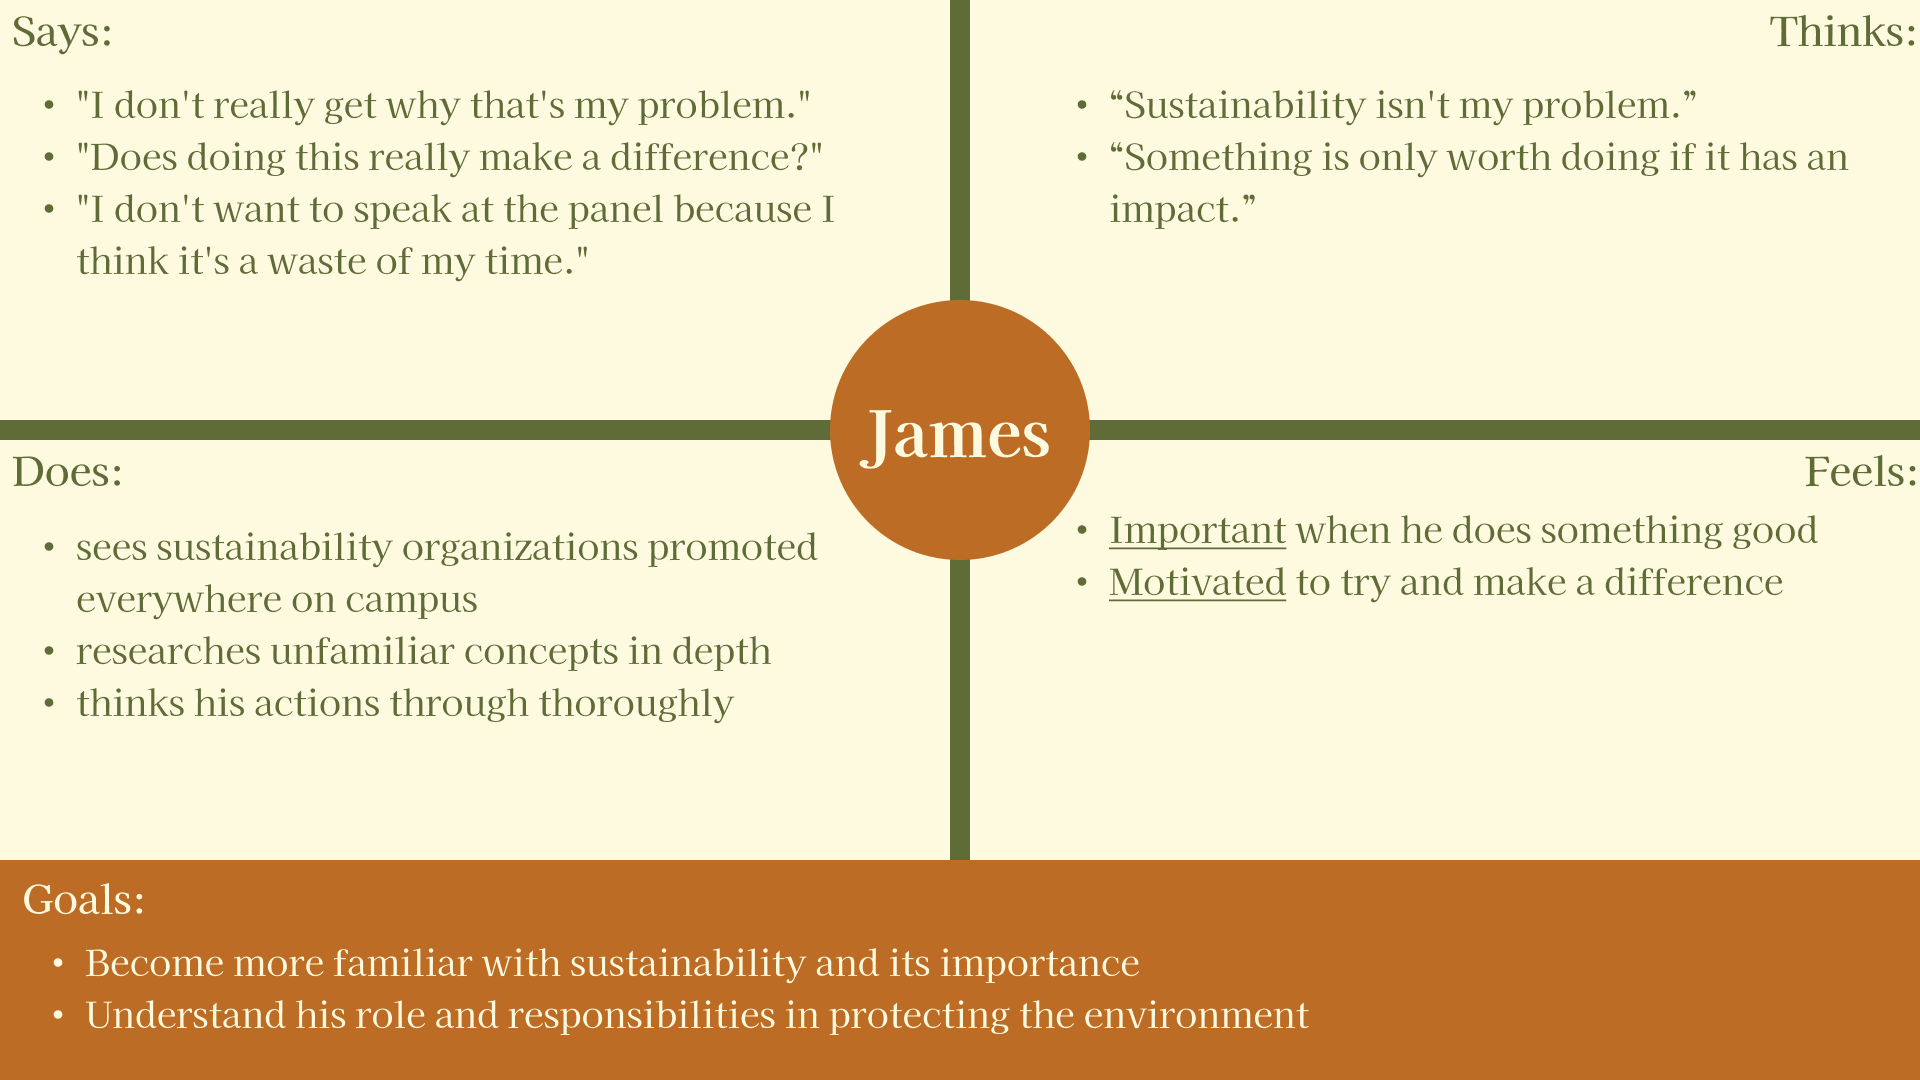 Says:
• "I don't really get why that's my problem."
• "Does doing this really make a difference?"
• "I don't want to speak at the panel because I
think it's a waste of my time."
Thinks:
• “Sustainability isn't my problem.”
• “Something is only worth doing if it has an
impact.”
James
Does:
• sees sustainability organizations promoted
everywhere on campus
• researches unfamiliar concepts in depth
• thinks his actions through thoroughly
Feels:
• Important when he does something good
• Motivated to try and make a difference
Goals:
• Become more familiar with sustainability and its importance
• Understand his role and responsibilities in protecting the environment